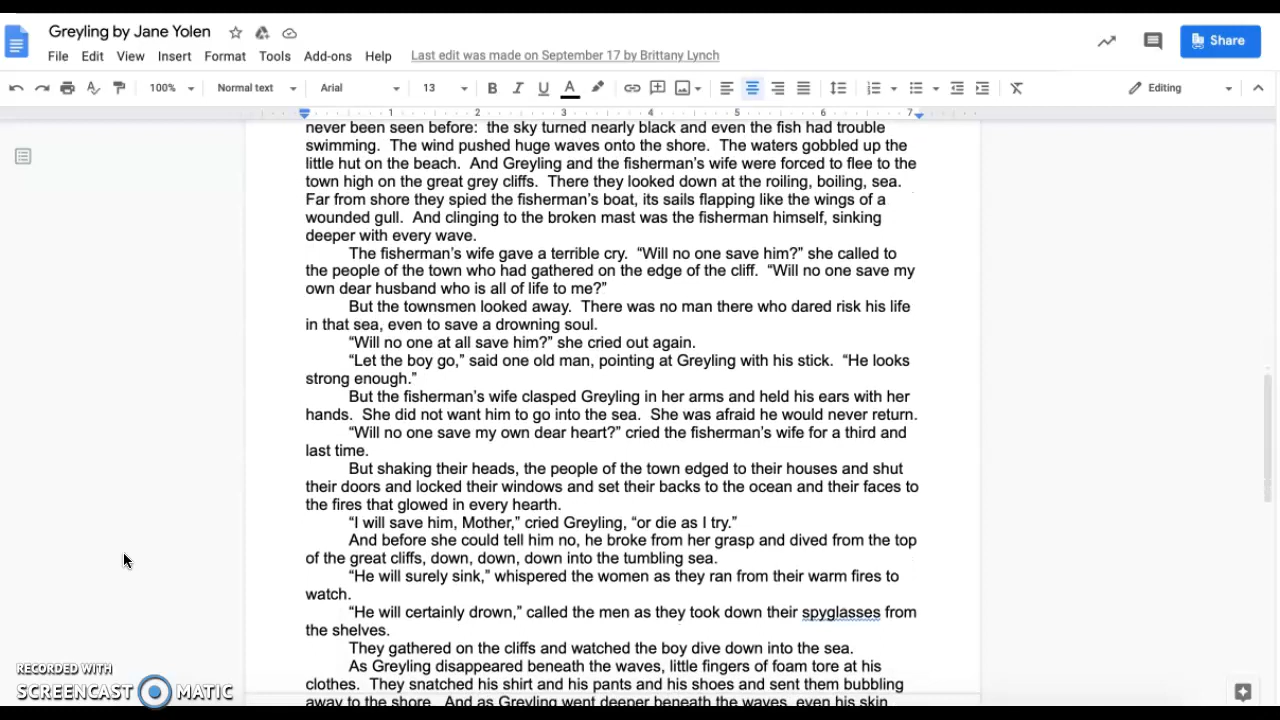 Greyling by Jane Yolen
File Edit View Insert Format Tools Add-ons Help Last edit was made on September 17 by Brittany Lynch
Share
100% Normal text Arial 13 B I U A Editing
1 2 3 4 5 6 7
never been seen before:  the sky turned nearly black and even the fish had trouble
swimming.  The wind pushed huge waves onto the shore.  The waters gobbled up the
little hut on the beach.  And Greyling and the fisherman’s wife were forced to flee to the
town high on the great grey cliffs.  There they looked down at the roiling, boiling, sea.
Far from shore they spied the fisherman’s boat, its sails flapping like the wings of a
wounded gull.  And clinging to the broken mast was the fisherman himself, sinking
deeper with every wave.
The fisherman’s wife gave a terrible cry.  “Will no one save him?” she called to
the people of the town who had gathered on the edge of the cliff.  “Will no one save my
own dear husband who is all of life to me?”
But the townsmen looked away.  There was no man there who dared risk his life
in that sea, even to save a drowning soul.
“Will no one at all save him?” she cried out again.
“Let the boy go,” said one old man, pointing at Greyling with his stick.  “He looks
strong enough.”
But the fisherman’s wife clasped Greyling in her arms and held his ears with her
hands.  She did not want him to go into the sea.  She was afraid he would never return.
“Will no one save my own dear heart?” cried the fisherman’s wife for a third and
last time.
But shaking their heads, the people of the town edged to their houses and shut
their doors and locked their windows and set their backs to the ocean and their faces to
the fires that glowed in every hearth.
“I will save him, Mother,” cried Greyling, “or die as I try.”
And before she could tell him no, he broke from her grasp and dived from the top
of the great cliffs, down, down, down into the tumbling sea.
“He will surely sink,” whispered the women as they ran from their warm fires to
watch.
“He will certainly drown,” called the men as they took down their spyglasses from
the shelves.
They gathered on the cliffs and watched the boy dive down into the sea.
As Greyling disappeared beneath the waves, little fingers of foam tore at his
clothes.  They snatched his shirt and his pants and his shoes and sent them bubbling
away to the shore.  And as Greyling went deeper beneath the waves, even his skin
RECORDED WITH
SCREENCAST MATIC